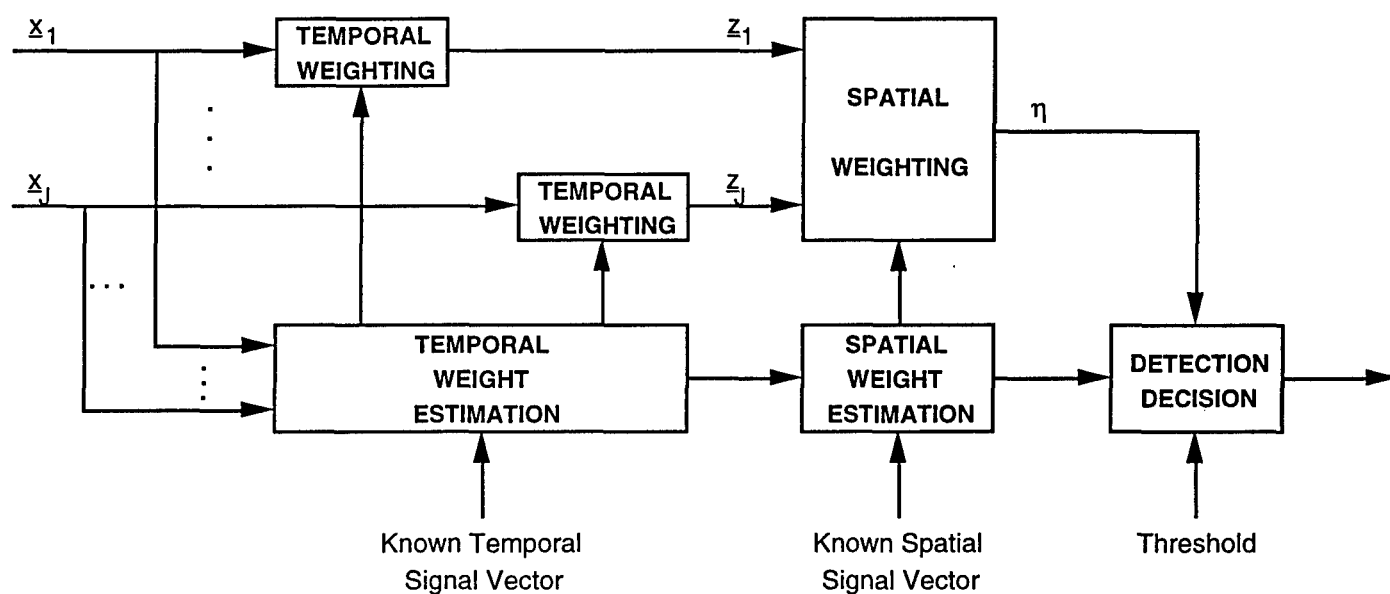 x1
TEMPORAL
WEIGHTING
z1
SPATIAL
WEIGHTING
η
xJ
TEMPORAL
WEIGHTING
zJ
TEMPORAL
WEIGHT
ESTIMATION
SPATIAL
WEIGHT
ESTIMATION
DETECTION
DECISION
Known Temporal
Signal Vector
Known Spatial
Signal Vector
Threshold